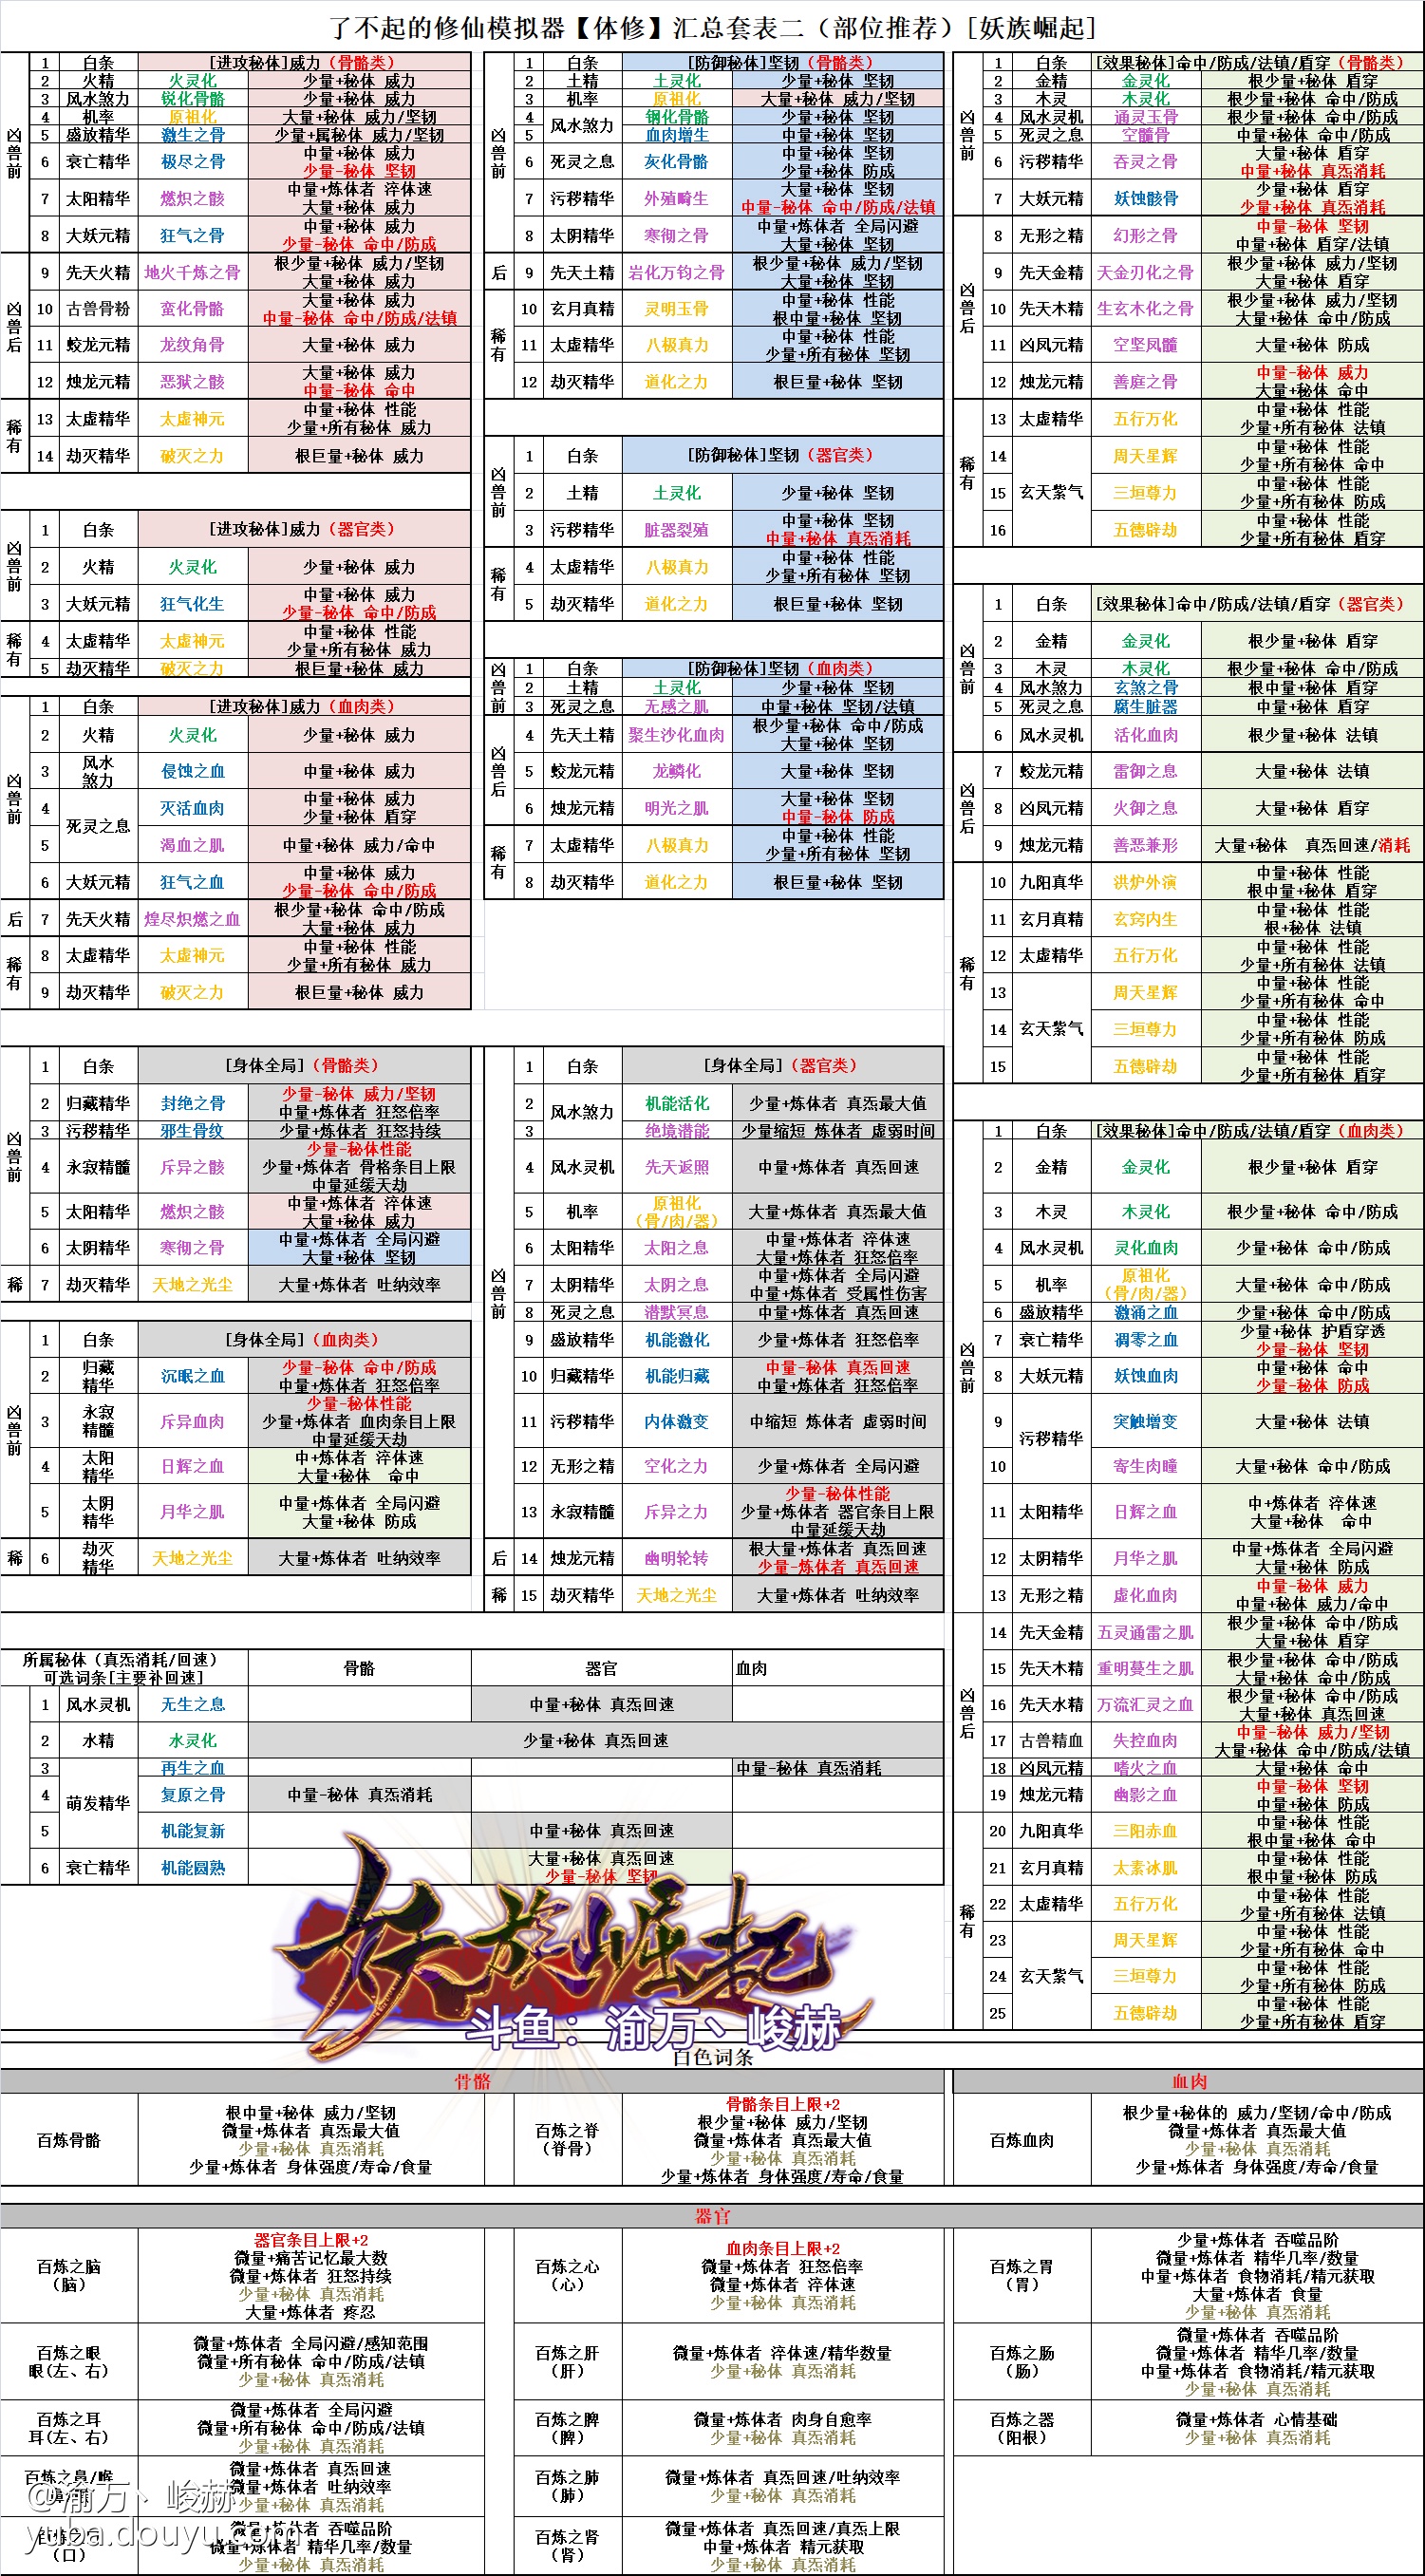 了不起的修仙模拟器【体修】汇总套表二（部位推荐）[妖族崛起]
凶兽前
1 白条 [进攻秘体]威力（骨骼类）
2 火精 火灵化 少量+秘体 威力
3 风水煞力 锐化骨骼 少量+秘体 威力
4 机率 原祖化 大量+秘体 威力/坚韧
5 盛放精华 激生之骨 少量+属秘体 威力/坚韧
6 衰亡精华 极尽之骨 中量+秘体 威力
少量-秘体 坚韧
7 太阳精华 燃炽之骸 中量+炼体者 淬体速
大量+秘体 威力
8 大妖元精 狂气之骨 中量+秘体 威力
少量-秘体 命中/防成
凶兽后
9 先天火精 地火千炼之骨 根少量+秘体 威力/坚韧
大量+秘体 威力
10 古兽骨粉 蛮化骨骼 大量+秘体 威力
中量-秘体 命中/防成/法镇
11 蛟龙元精 龙纹角骨 大量+秘体 威力
12 烛龙元精 恶狱之骸 大量+秘体 威力
中量-秘体 命中
稀有
13 太虚精华 太虚神元 中量+秘体 性能
少量+所有秘体 威力
14 劫灭精华 破灭之力 根巨量+秘体 威力
凶兽前
1 白条 [进攻秘体]威力（器官类）
2 火精 火灵化 少量+秘体 威力
3 大妖元精 狂气化生 中量+秘体 威力
少量-秘体 命中/防成
稀有
4 太虚精华 太虚神元 中量+秘体 性能
少量+所有秘体 威力
5 劫灭精华 破灭之力 根巨量+秘体 威力
凶兽前
1 白条 [进攻秘体]威力（血肉类）
2 火精 火灵化 少量+秘体 威力
3 风水煞力 侵蚀之血 中量+秘体 威力
4 死灵之息 灭活血肉 中量+秘体 威力
少量+秘体 盾穿
5 渴血之肌 中量+秘体 威力/命中
6 大妖元精 狂气之血 中量+秘体 威力
少量-秘体 命中/防成
后
7 先天火精 煌尽炽燃之血 根少量+秘体 命中/防成
大量+秘体 威力
稀有
8 太虚精华 太虚神元 中量+秘体 性能
少量+所有秘体 威力
9 劫灭精华 破灭之力 根巨量+秘体 威力
凶兽前
1 白条 [防御秘体]坚韧（骨骼类）
2 土精 土灵化 少量+秘体 坚韧
3 机率 原祖化 大量+秘体 威力/坚韧
4 风水煞力 钢化骨骼 少量+秘体 坚韧
5 血肉增生 中量+秘体 坚韧
6 死灵之息 灰化骨骼 中量+秘体 坚韧
少量+秘体 防成
7 污秽精华 外殖畸生 大量+秘体 坚韧
中量-秘体 命中/防成/法镇
8 太阴精华 寒彻之骨 中量+炼体者 全局闪避
大量+秘体 坚韧
后
9 先天土精 岩化万钧之骨 根少量+秘体 威力/坚韧
大量+秘体 坚韧
稀有
10 玄月真精 灵明玉骨 中量+秘体 性能
根中量+秘体 坚韧
11 太虚精华 八极真力 中量+秘体 性能
少量+所有秘体 坚韧
12 劫灭精华 道化之力 根巨量+秘体 坚韧
凶兽前
1 白条 [防御秘体]坚韧（器官类）
2 土精 土灵化 少量+秘体 坚韧
3 污秽精华 脏器裂殖 中量+秘体 坚韧
中量+秘体 真炁消耗
稀有
4 太虚精华 八极真力 中量+秘体 性能
少量+所有秘体 坚韧
5 劫灭精华 道化之力 根巨量+秘体 坚韧
凶兽前
1 白条 [防御秘体]坚韧（血肉类）
2 土精 土灵化 少量+秘体 坚韧
3 死灵之息 无感之肌 中量+秘体 坚韧/法镇
凶兽后
4 先天土精 聚生沙化血肉 根少量+秘体 命中/防成
大量+秘体 坚韧
5 蛟龙元精 龙鳞化 大量+秘体 坚韧
6 烛龙元精 明光之肌 大量+秘体 坚韧
中量-秘体 防成
稀有
7 太虚精华 八极真力 中量+秘体 性能
少量+所有秘体 坚韧
8 劫灭精华 道化之力 根巨量+秘体 坚韧
凶兽前
1 白条 [效果秘体]命中/防成/法镇/盾穿（骨骼类）
2 金精 金灵化 根少量+秘体 盾穿
3 木灵 木灵化 根少量+秘体 命中/防成
4 风水灵机 通灵玉骨 根少量+秘体 命中/防成
5 死灵之息 空髓骨 中量+秘体 命中/防成
6 污秽精华 吞灵之骨 大量+秘体 盾穿
中量+秘体 真炁消耗
7 大妖元精 妖蚀骸骨 少量+秘体 盾穿
少量+秘体 真炁消耗
凶兽后
8 无形之精 幻形之骨 中量-秘体 坚韧
中量+秘体 盾穿/法镇
9 先天金精 天金刃化之骨 根少量+秘体 威力/坚韧
大量+秘体 盾穿
10 先天木精 生玄木化之骨 根少量+秘体 威力/坚韧
大量+秘体 命中/防成
11 凶凤元精 空坚凤髓 大量+秘体 防成
12 烛龙元精 善庭之骨 中量-秘体 威力
大量+秘体 命中
稀有
13 太虚精华 五行万化 中量+秘体 性能
少量+所有秘体 法镇
14 玄天紫气 周天星辉 中量+秘体 性能
少量+所有秘体 命中
15 三垣尊力 中量+秘体 性能
少量+所有秘体 防成
16 五德辟劫 中量+秘体 性能
少量+所有秘体 盾穿
凶兽前
1 白条 [效果秘体]命中/防成/法镇/盾穿（器官类）
2 金精 金灵化 根少量+秘体 盾穿
3 木灵 木灵化 根少量+秘体 命中/防成
4 风水煞力 玄煞之骨 根中量+秘体 盾穿
5 死灵之息 腐生脏器 中量+秘体 盾穿
6 风水灵机 活化血肉 根少量+秘体 法镇
凶兽后
7 蛟龙元精 雷御之息 大量+秘体 法镇
8 凶凤元精 火御之息 大量+秘体 盾穿
9 烛龙元精 善恶兼形 大量+秘体 真炁回速/消耗
稀有
10 九阳真华 洪炉外演 中量+秘体 性能
根中量+秘体 盾穿
11 玄月真精 玄窍内生 中量+秘体 性能
根+秘体 法镇
12 太虚精华 五行万化 中量+秘体 性能
少量+所有秘体 法镇
13 玄天紫气 周天星辉 中量+秘体 性能
少量+所有秘体 命中
14 三垣尊力 中量+秘体 性能
少量+所有秘体 防成
15 五德辟劫 中量+秘体 性能
少量+所有秘体 盾穿
凶兽前
1 白条 [身体全局]（骨骼类）
2 归藏精华 封绝之骨 少量-秘体 威力/坚韧
中量+炼体者 狂怒倍率
3 污秽精华 邪生骨纹 少量+炼体者 狂怒持续
4 永寂精髓 斥异之骸 少量-秘体性能
少量+炼体者 骨格条目上限
中量延缓天劫
5 太阳精华 燃炽之骸 中量+炼体者 淬体速
大量+秘体 威力
6 太阴精华 寒彻之骨 中量+炼体者 全局闪避
大量+秘体 坚韧
稀
7 劫灭精华 天地之光尘 大量+炼体者 吐纳效率
凶兽前
1 白条 [身体全局]（血肉类）
2 归藏精华 沉眠之血 少量-秘体 命中/防成
中量+炼体者 狂怒倍率
3 永寂精髓 斥异血肉 少量-秘体性能
少量+炼体者 血肉条目上限
中量延缓天劫
4 太阳精华 日辉之血 中+炼体者 淬体速
大量+秘体 命中
5 太阴精华 月华之肌 中量+炼体者 全局闪避
大量+秘体 防成
稀
6 劫灭精华 天地之光尘 大量+炼体者 吐纳效率
凶兽前
1 白条 [身体全局]（器官类）
2 风水煞力 机能活化 少量+炼体者 真炁最大值
3 绝境潜能 少量缩短 炼体者 虚弱时间
4 风水灵机 先天返照 中量+炼体者 真炁回速
5 机率 原祖化（骨/肉/器） 大量+炼体者 真炁最大值
6 太阳精华 太阳之息 中量+炼体者 淬体速
大量+炼体者 狂怒倍率
7 太阴精华 太阴之息 中量+炼体者 全局闪避
中量+炼体者 受属性伤害
8 死灵之息 潜默冥息 中量+炼体者 真炁回速
9 盛放精华 机能激化 少量+炼体者 狂怒倍率
10 归藏精华 机能归藏 中量-秘体 真炁回速
中量+炼体者 狂怒倍率
11 污秽精华 内体激变 中缩短 炼体者 虚弱时间
12 无形之精 空化之力 少量+炼体者 全局闪避
13 永寂精髓 斥异之力 少量-秘体性能
少量+炼体者 器官条目上限
中量延缓天劫
后
14 烛龙元精 幽明轮转 根大量+炼体者 真炁回速
少量-炼体者 真炁回速
稀
15 劫灭精华 天地之光尘 大量+炼体者 吐纳效率
凶兽前
1 白条 [效果秘体]命中/防成/法镇/盾穿（血肉类）
2 金精 金灵化 根少量+秘体 盾穿
3 木灵 木灵化 根少量+秘体 命中/防成
4 风水灵机 灵化血肉 少量+秘体 命中/防成
5 机率 原祖化（骨/肉/器） 大量+秘体 命中/防成
6 盛放精华 激涌之血 少量+秘体 命中/防成
7 衰亡精华 凋零之血 少量+秘体 护盾穿透
少量-秘体 坚韧
8 大妖元精 妖蚀血肉 中量+秘体 命中
少量-秘体 防成
9 污秽精华 突触增变 大量+秘体 法镇
10 寄生肉瞳 大量+秘体 命中/防成
11 太阳精华 日辉之血 中+炼体者 淬体速
大量+秘体 命中
12 太阴精华 月华之肌 中量+炼体者 全局闪避
大量+秘体 防成
13 无形之精 虚化血肉 中量-秘体 威力
中量+秘体 威力/命中
凶兽后
14 先天金精 五灵通雷之肌 根少量+秘体 命中/防成
大量+秘体 盾穿
15 先天木精 重明蔓生之肌 根少量+秘体 命中/防成
大量+秘体 命中/防成
16 先天水精 万流汇灵之血 根少量+秘体 命中/防成
大量+秘体 真炁回速
17 古兽精血 失控血肉 中量-秘体 威力/坚韧
大量+秘体 命中/防成/法镇
18 凶凤元精 嗜火之血 大量+秘体 命中
19 烛龙元精 幽影之血 中量-秘体 坚韧
中量+秘体 防成
稀有
20 九阳真华 三阳赤血 中量+秘体 性能
根中量+秘体 命中
21 玄月真精 太素冰肌 中量+秘体 性能
根中量+秘体 防成
22 太虚精华 五行万化 中量+秘体 性能
少量+所有秘体 法镇
23 玄天紫气 周天星辉 中量+秘体 性能
少量+所有秘体 命中
24 三垣尊力 中量+秘体 性能
少量+所有秘体 防成
25 五德辟劫 中量+秘体 性能
少量+所有秘体 盾穿
所属秘体（真炁消耗/回速）
可选词条[主要补回速] 骨骼 器官 血肉
1 风水灵机 无生之息 中量+秘体 真炁回速
2 水精 水灵化 少量+秘体 真炁回速
3 萌发精华 再生之血 中量-秘体 真炁消耗
4 复原之骨 中量-秘体 真炁消耗
5 机能复新 中量+秘体 真炁回速
6 衰亡精华 机能圆熟 大量+秘体 真炁回速
少量-秘体 坚韧
妖族崛起
斗鱼：渝万丶峻赫
白色词条
骨骼 血肉
百炼骨骼
根中量+秘体 威力/坚韧
微量+炼体者 真炁最大值
少量+秘体 真炁消耗
少量+炼体者 身体强度/寿命/食量
百炼之脊
（脊骨）
骨骼条目上限+2
根少量+秘体 威力/坚韧
微量+炼体者 真炁最大值
少量+秘体 真炁消耗
少量+炼体者 身体强度/寿命/食量
百炼血肉
根少量+秘体的 威力/坚韧/命中/防成
微量+炼体者 真炁最大值
少量+秘体 真炁消耗
少量+炼体者 身体强度/寿命/食量
器官
百炼之脑
（脑）
器官条目上限+2
微量+痛苦记忆最大数
微量+炼体者 狂怒持续
少量+秘体 真炁消耗
大量+炼体者 疼忍
百炼之心
（心）
血肉条目上限+2
微量+炼体者 狂怒倍率
微量+炼体者 淬体速
少量+秘体 真炁消耗
百炼之胃
（胃）
少量+炼体者 吞噬品阶
微量+炼体者 精华几率/数量
中量+炼体者 食物消耗/精元获取
大量+炼体者 食量
少量+秘体 真炁消耗
百炼之眼
眼(左、右)
微量+炼体者 全局闪避/感知范围
微量+所有秘体 命中/防成/法镇
少量+秘体 真炁消耗
百炼之肝
（肝）
微量+炼体者 淬体速/精华数量
少量+秘体 真炁消耗
百炼之肠
（肠）
微量+炼体者 吞噬品阶
微量+炼体者 精华几率/数量
中量+炼体者 食物消耗/精元获取
少量+秘体 真炁消耗
百炼之耳
耳(左、右)
微量+炼体者 全局闪避
微量+所有秘体 命中/防成/法镇
少量+秘体 真炁消耗
百炼之脾
（脾）
微量+炼体者 肉身自愈率
少量+秘体 真炁消耗
百炼之器
（阳根）
微量+炼体者 心情基础
少量+秘体 真炁消耗
百炼之鼻/喉
微量+炼体者 真炁回速
微量+炼体者 吐纳效率
少量+秘体 真炁消耗
百炼之肺
（肺）
微量+炼体者 真炁回速/吐纳效率
少量+秘体 真炁消耗
（口）
微量+炼体者 吞噬品阶
微量+炼体者 精华几率/数量
少量+秘体 真炁消耗
百炼之肾
（肾）
微量+炼体者 真炁回速/真炁上限
中量+炼体者 精元获取
少量+秘体 真炁消耗
@渝万丶峻赫
yuba.douyu.com